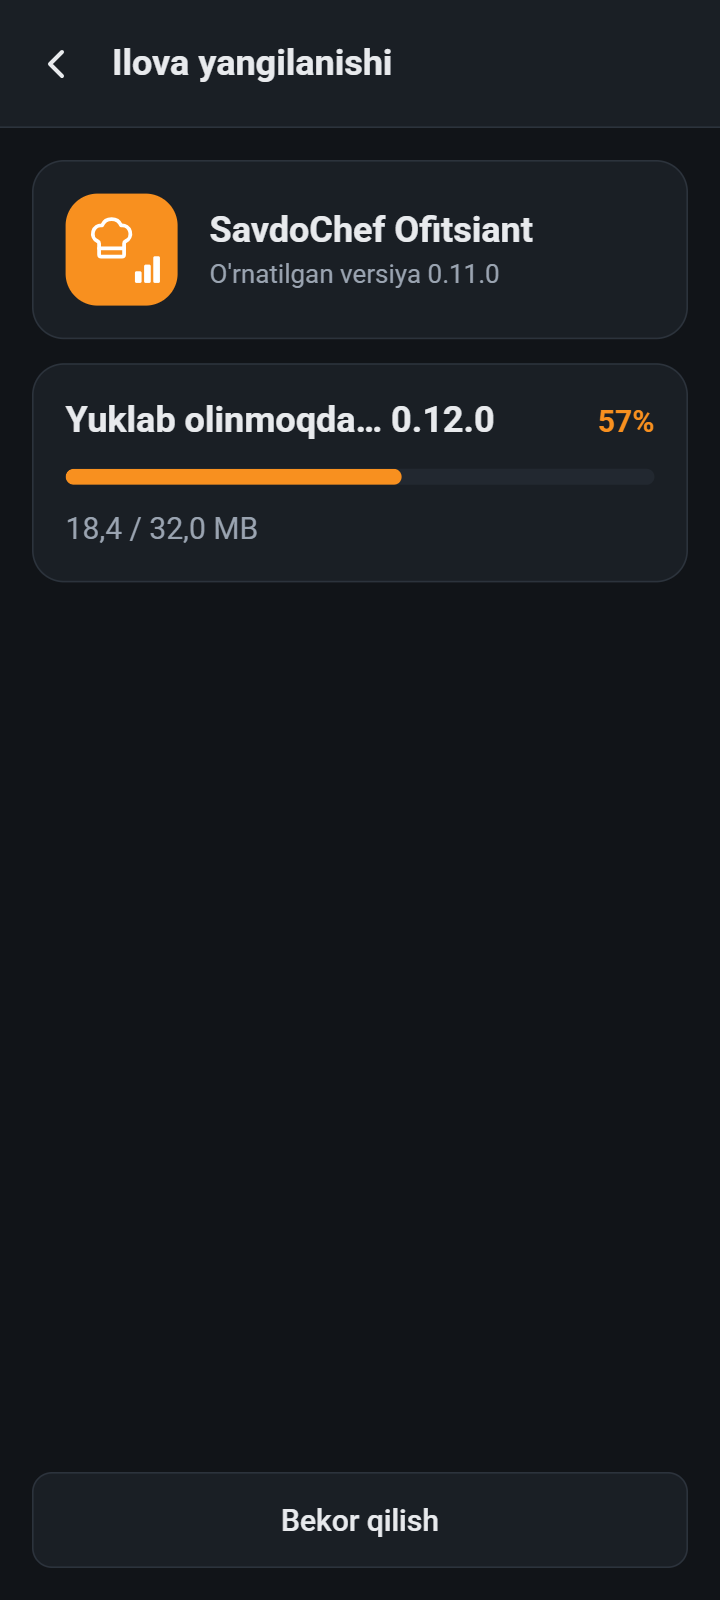 Ilova yangilanishi
SavdoChef Ofitsiant
O'rnatilgan versiya 0.11.0
Yuklab olinmoqda... 0.12.0
57%
18,4 / 32,0 MB
Bekor qilish